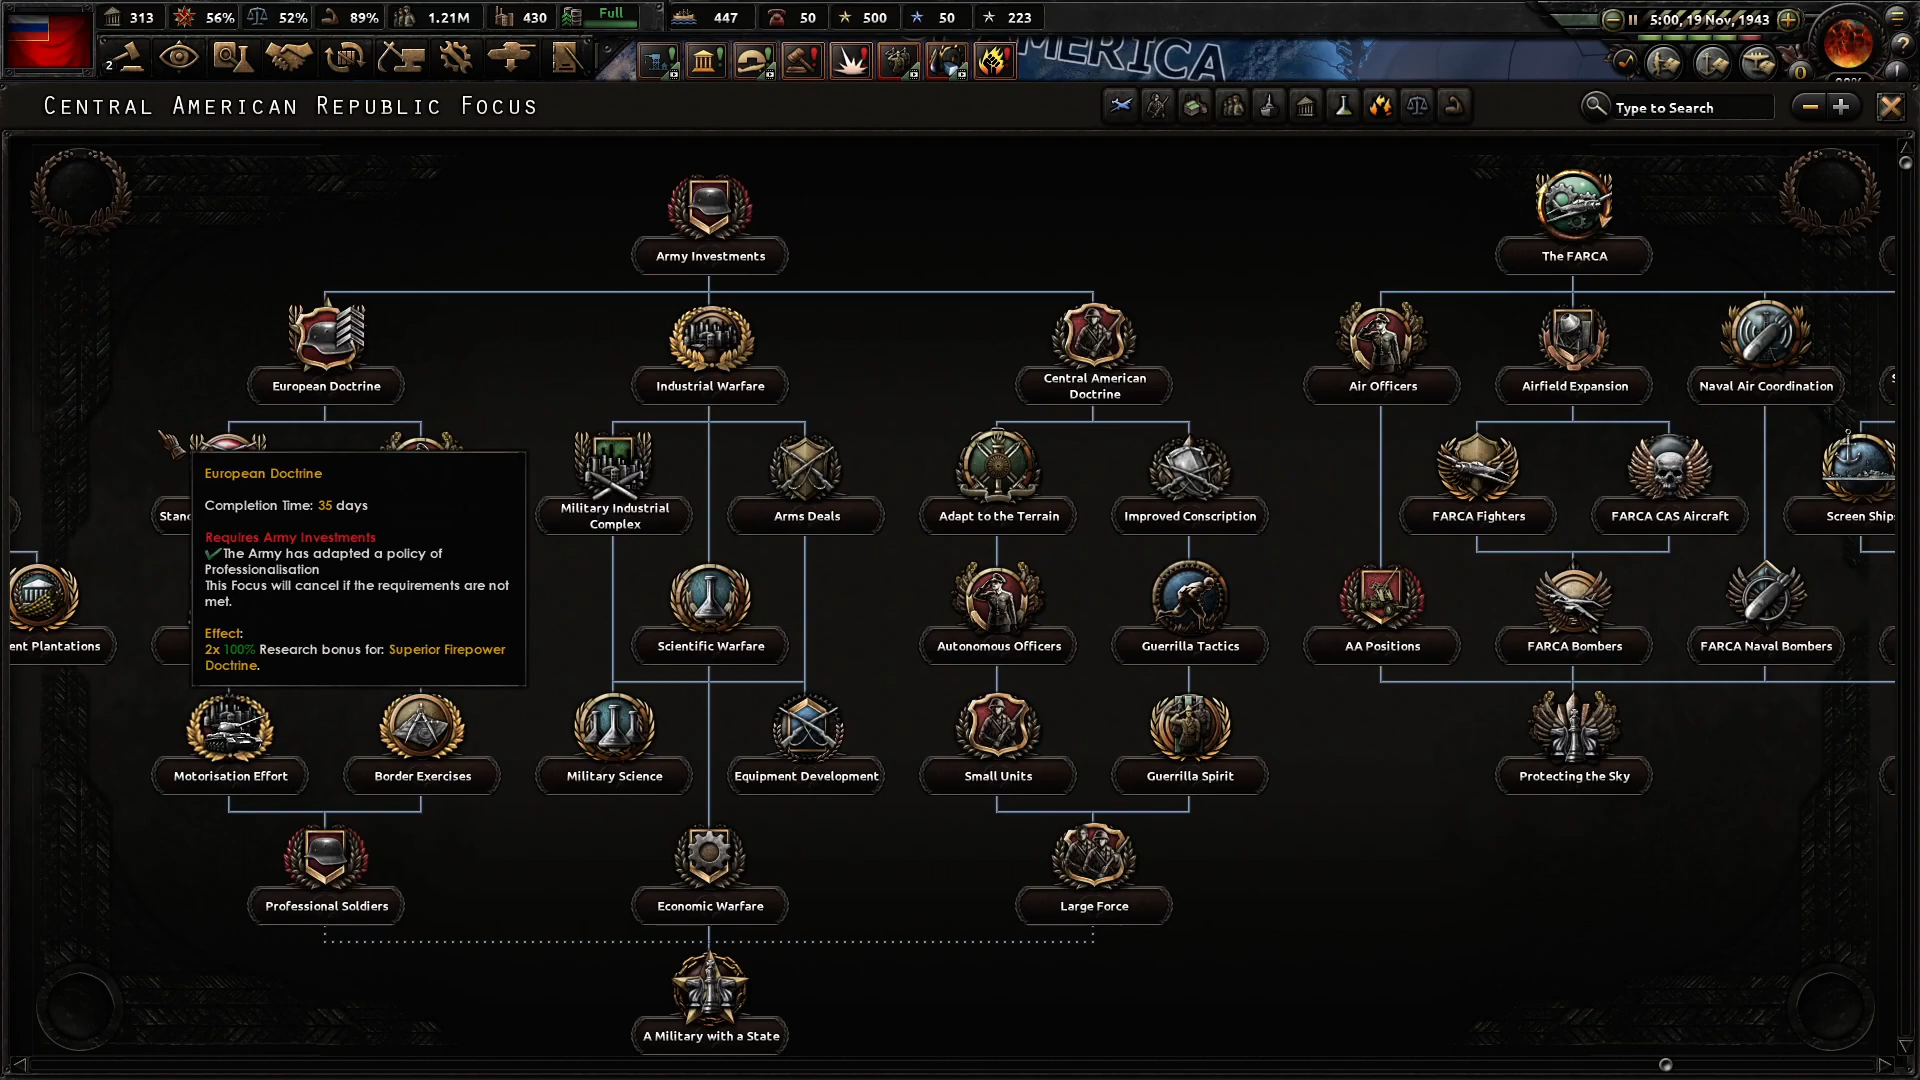 313
56%
52%
89%
1.21M
430
Full
447
50
500
50
223
5:00, 19 Nov, 1943
2
AMERICA
0
CENTRAL AMERICAN REPUBLIC FOCUS
Type to Search
Army Investments
The FARCA
European Doctrine
Industrial Warfare
Central American
Doctrine
Air Officers
Airfield Expansion
Naval Air Coordination
European Doctrine
Completion Time: 35 days
Requires Army Investments
The Army has adapted a policy of
Professionalisation
This Focus will cancel if the requirements are not
met.
Effect:
2x 100% Research bonus for: Superior Firepower
Doctrine.
Stan
Military Industrial
Complex
Arms Deals
Adapt to the Terrain
Improved Conscription
FARCA Fighters
FARCA CAS Aircraft
Screen Ships
ent Plantations
Scientific Warfare
Autonomous Officers
Guerrilla Tactics
AA Positions
FARCA Bombers
FARCA Naval Bombers
Motorisation Effort
Border Exercises
Military Science
Equipment Development
Small Units
Guerrilla Spirit
Protecting the Sky
Professional Soldiers
Economic Warfare
Large Force
A Military with a State